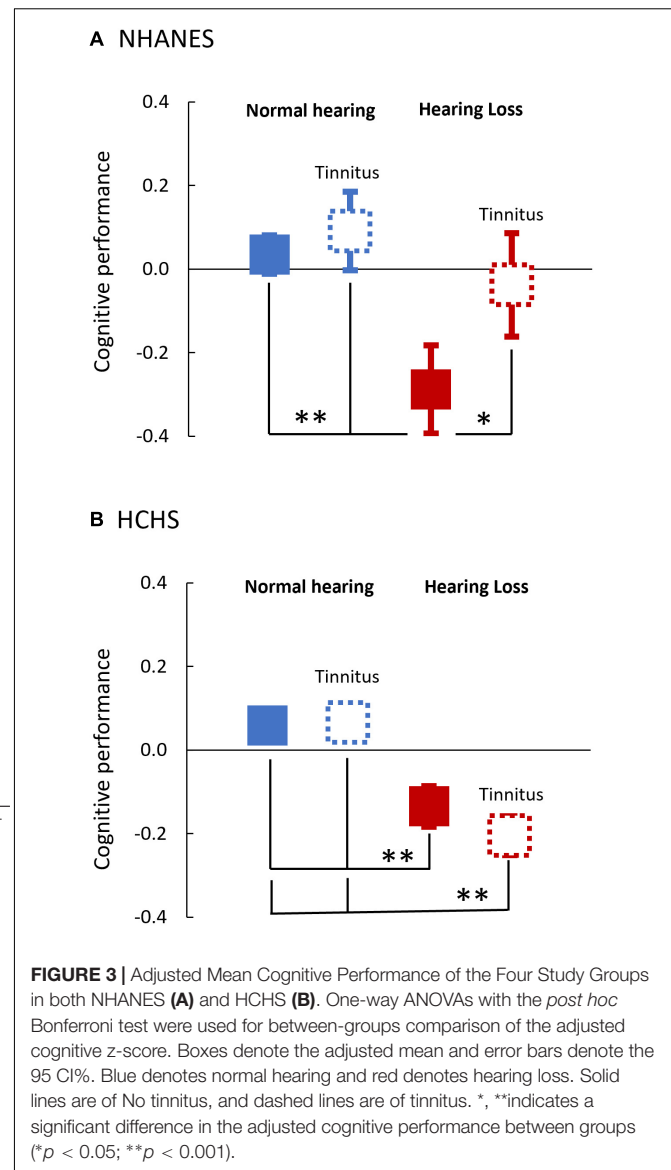 A NHANES
Normal hearing Hearing Loss
Tinnitus
Tinnitus
Cognitive performance
0.4
0.2
0.0
-0.2
-0.4
**
*
B HCHS
Normal hearing Hearing Loss
Tinnitus
Tinnitus
Cognitive performance
0.4
0.2
0.0
-0.2
-0.4
**
**
FIGURE 3 | Adjusted Mean Cognitive Performance of the Four Study Groups
in both NHANES (A) and HCHS (B). One-way ANOVAs with the post hoc
Bonferroni test were used for between-groups comparison of the adjusted
cognitive z-score. Boxes denote the adjusted mean and error bars denote the
95 CI%. Blue denotes normal hearing and red denotes hearing loss. Solid
lines are of No tinnitus, and dashed lines are of tinnitus. *, **indicates a
significant difference in the adjusted cognitive performance between groups
(*p < 0.05; **p < 0.001).